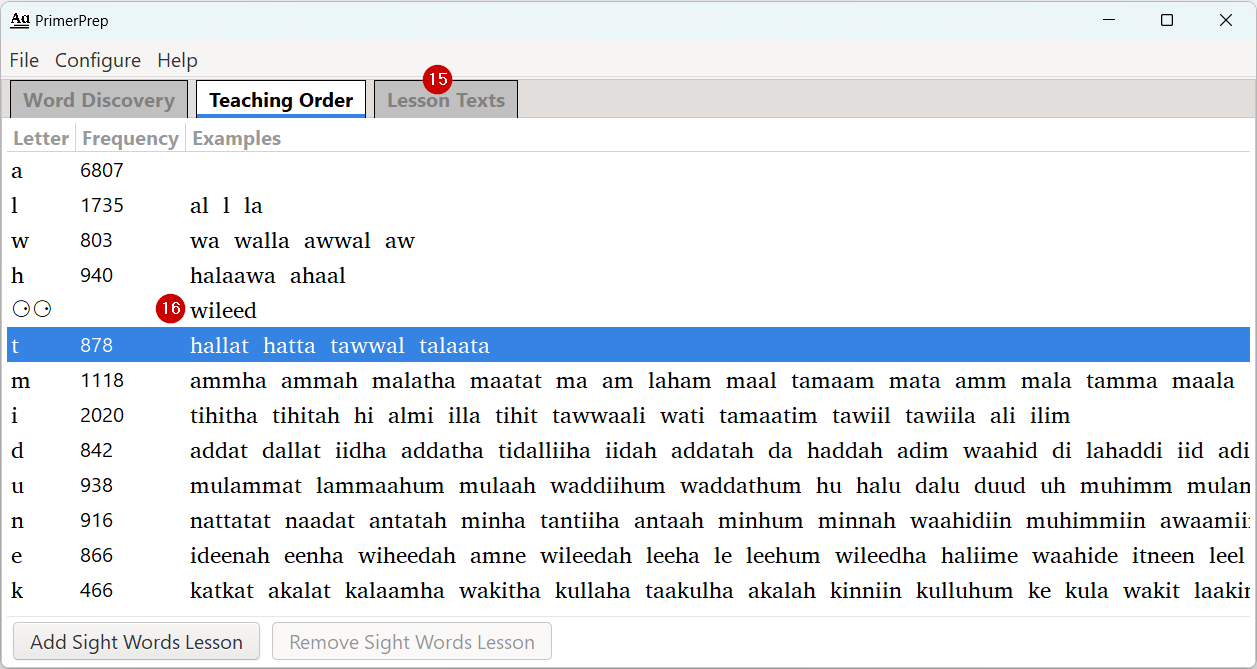 Aa PrimerPrep
File Configure Help
15
Word Discovery Teaching Order Lesson Texts
Letter Frequency Examples
a 6807
l 1735 al l la
w 803 wa walla awwal aw
h 940 halaawa ahaal
16 wileed
t 878 hallat hatta tawwal talaata
m 1118 ammha ammah malatha maatat ma am laham maal tamaam mata amm mala tamma maala
i 2020 tihitha tihitah hi almi illa tihit tawwaali wati tamaatim tawiil tawiila ali ilim
d 842 addat dallat iidha addatha tidalliiha iidah addatah da haddah adim waahid di lahaddi iid adi
u 938 mulammat lammaahum mulaah waddiihum waddathum hu halu dalu duud uh muhimm mulam
n 916 nattatat naadat antatah minha tantiiha antaah minhum minnah waahidiin muhimmiin awaamii
e 866 ideenah eenha wiheedah amne wileedah leeha le leehum wileedha haliime waahide itneen leel
k 466 katkat akalat kalaamha wakitha kullaha taakulha akalah kinniin kulluhum ke kula wakit laakin
Add Sight Words Lesson Remove Sight Words Lesson